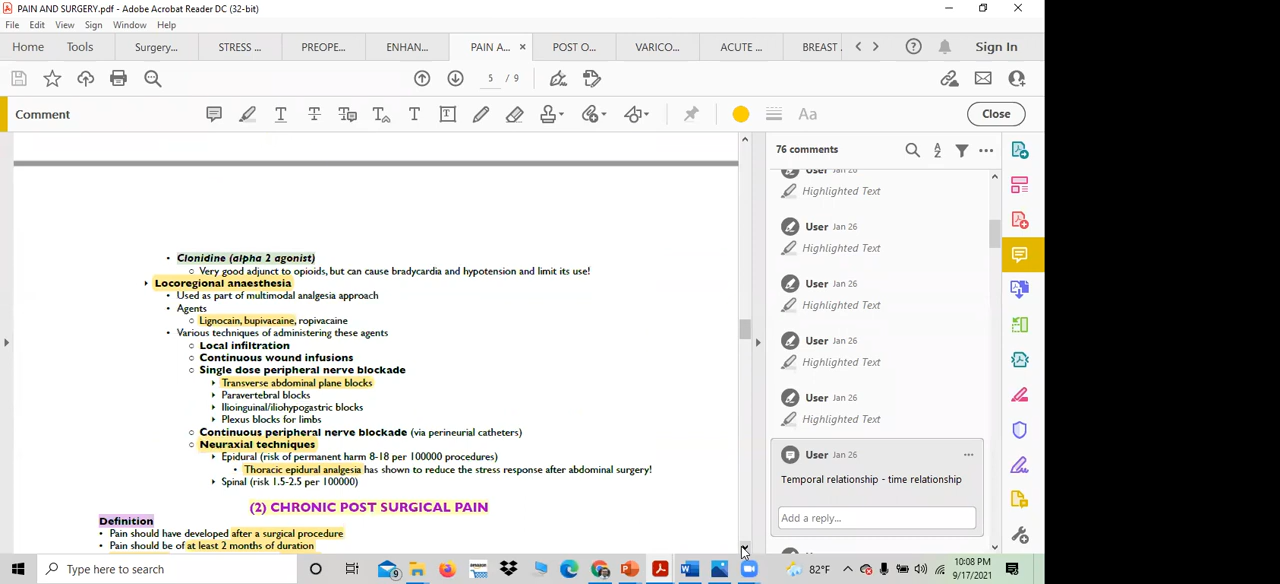 PAIN AND SURGERY.pdf - Adobe Acrobat Reader DC (32-bit)
File Edit View Sign Window Help
Home Tools Surgery... STRESS ... PREOPE... ENHAN... PAIN A... × POST O... VARICO... ACUTE ... BREAST Sign In
5 / 9
Comment Close
76 comments
User Jan 26
Highlighted Text
User Jan 26
Highlighted Text
User Jan 26
Highlighted Text
User Jan 26
Highlighted Text
User Jan 26
Highlighted Text
User Jan 26
Temporal relationship - time relationship
Add a reply...
• Clonidine (alpha 2 agonist)
○ Very good adjunct to opioids, but can cause bradycardia and hypotension and limit its use!
Locoregional anaesthesia
• Used as part of multimodal analgesia approach
• Agents
○ Lignocain, bupivacaine, ropivacaine
• Various techniques of administering these agents
○ Local infiltration
○ Continuous wound infusions
○ Single dose peripheral nerve blockade
Transverse abdominal plane blocks
Paravertebral blocks
Ilioinguinal/iliohypogastric blocks
Plexus blocks for limbs
○ Continuous peripheral nerve blockade (via perineurial catheters)
○ Neuraxial techniques
Epidural (risk of permanent harm 8-18 per 100000 procedures)
• Thoracic epidural analgesia has shown to reduce the stress response after abdominal surgery!
Spinal (risk 1.5-2.5 per 100000)
(2) CHRONIC POST SURGICAL PAIN
Definition
• Pain should have developed after a surgical procedure
• Pain should be of at least 2 months of duration
Type here to search
82°F
10:08 PM
9/17/2021